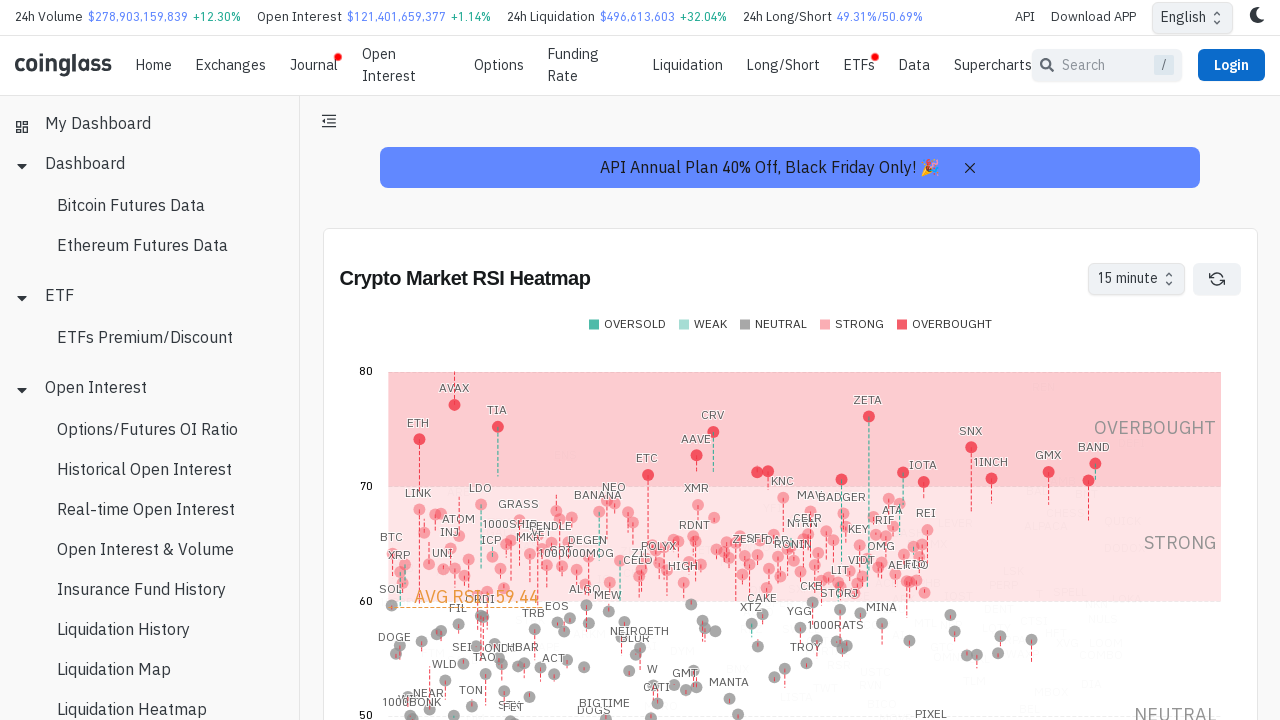 24h Volume $278,903,159,839 +12.30% Open Interest $121,401,659,377 +1.14% 24h Liquidation $496,613,603 +32.04% 24h Long/Short 49.31%/50.69% API Download APP English
coinglass Home Exchanges Journal Open Interest Options Funding Rate Liquidation Long/Short ETFs Data Supercharts Search / Login
My Dashboard
Dashboard
Bitcoin Futures Data
Ethereum Futures Data
ETF
ETFs Premium/Discount
Open Interest
Options/Futures OI Ratio
Historical Open Interest
Real-time Open Interest
Open Interest & Volume
Insurance Fund History
Liquidation History
Liquidation Map
Liquidation Heatmap
API Annual Plan 40% Off, Black Friday Only! 🎉
Crypto Market RSI Heatmap
15 minute
OVERSOLD WEAK NEUTRAL STRONG OVERBOUGHT
80
AVAX
TIA
ZETA
CRV
ETH
OVERBOUGHT
SNX
AAVE
BAND
ETC
GMX
1INCH
IOTA
KNC
70
LINK
LDO
NEO
BANANA
XMR
BADGER
GRASS
ATA
REI
ATOM
1000SHIB
PENDLE
RDNT
CELR
RIF
KEY
BTC
INJ
ICP
DEGEN
RONIN
STRONG
XRP
UNI
1000000MOG
ZIL
POLYX
OMG
CELO
HIGH
VIDT
LIT
SOL
ALGO
MEW
CAKE
CKB
STORJ
AVG RSI : 59.44
60
FIL
TRB
EOS
XTZ
YGG
MINA
DOGE
NEIROETH
1000RATS
SEI
HBAR
TAO
ACT
TROY
WLD
W
GMT
TON
NEAR
CATI
MANTA
1000BONK
FET
BIGTIME
DOGS
PIXEL
50
NEUTRAL